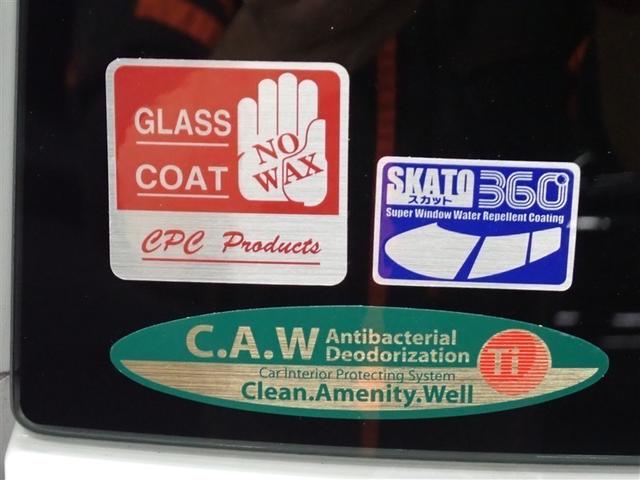 GLASS
COAT
NO
WAX
CPC Products
SKATO 360°
スカット
Super Window Water Repellent Coating
C.A.W Antibacterial
Deodorization
Ti
Car Interior Protecting System
Clean.Amenity.Well